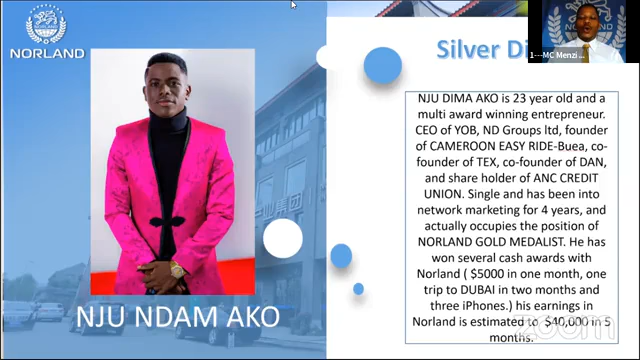 NORLAND
NJU NDAM AKO
Silver Di
1---MC Menzi ...
NJU DIMA AKO is 23 year old and a
multi award winning entrepreneur.
CEO of YOB, ND Groups ltd, founder
of CAMEROON EASY RIDE-Buea, co-
founder of TEX, co-founder of DAN,
and share holder of ANC CREDIT
UNION. Single and has been into
network marketing for 4 years, and
actually occupies the position of
NORLAND GOLD MEDALIST. He has
won several cash awards with
Norland ( $5000 in one month, one
trip to DUBAI in two months and
three iPhones.) his earnings in
Norland is estimated to $40,000 in 5
months.
zoom